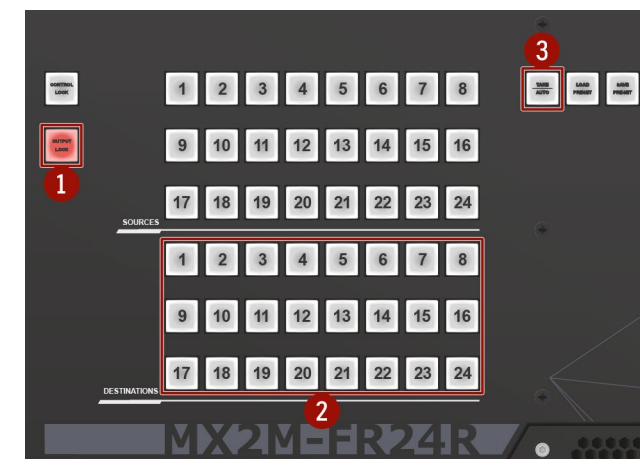 3
CONTROL
LOCK
1 2 3 4 5 6 7 8
TAKE
AUTO
LOAD
PRESET
SAVE
PRESET
OUTPUT
LOCK
9 10 11 12 13 14 15 16
1
17 18 19 20 21 22 23 24
SOURCES
1 2 3 4 5 6 7 8
9 10 11 12 13 14 15 16
17 18 19 20 21 22 23 24
DESTINATIONS
2
MX2M-FR24R